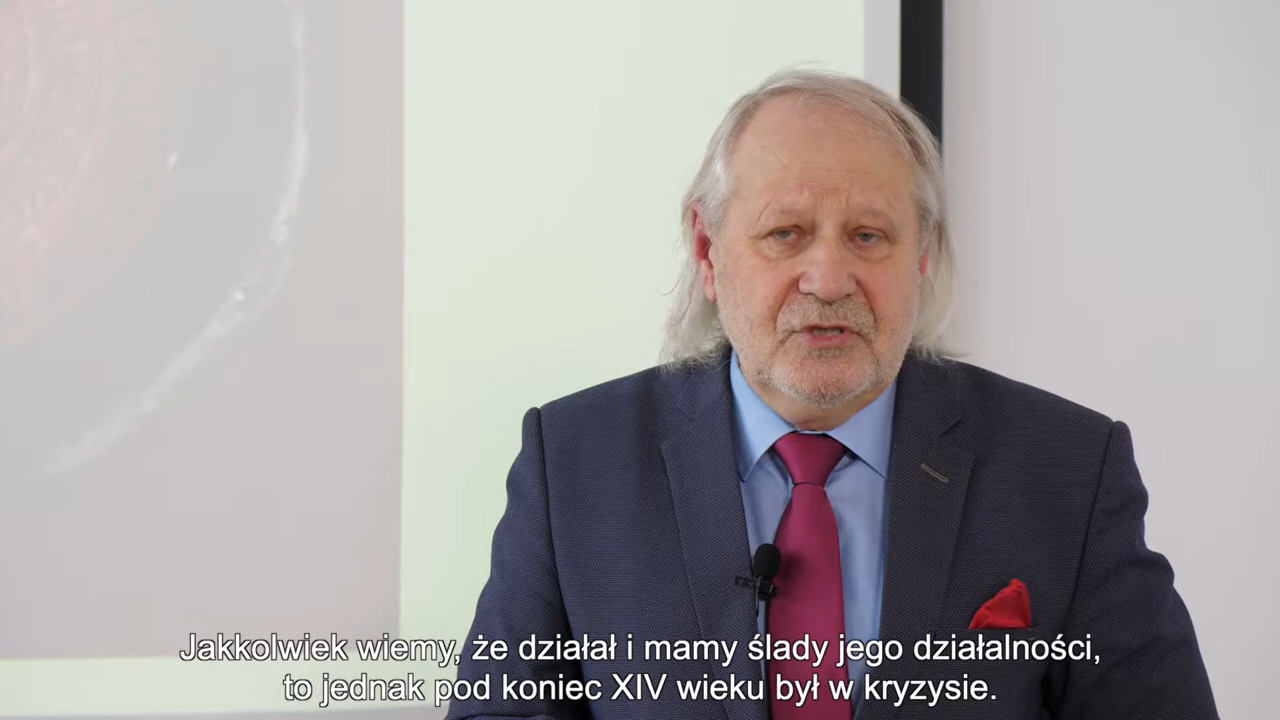 Jakkolwiek wiemy, że działał i mamy ślady jego działalności,
to jednak pod koniec XIV wieku był w kryzysie.